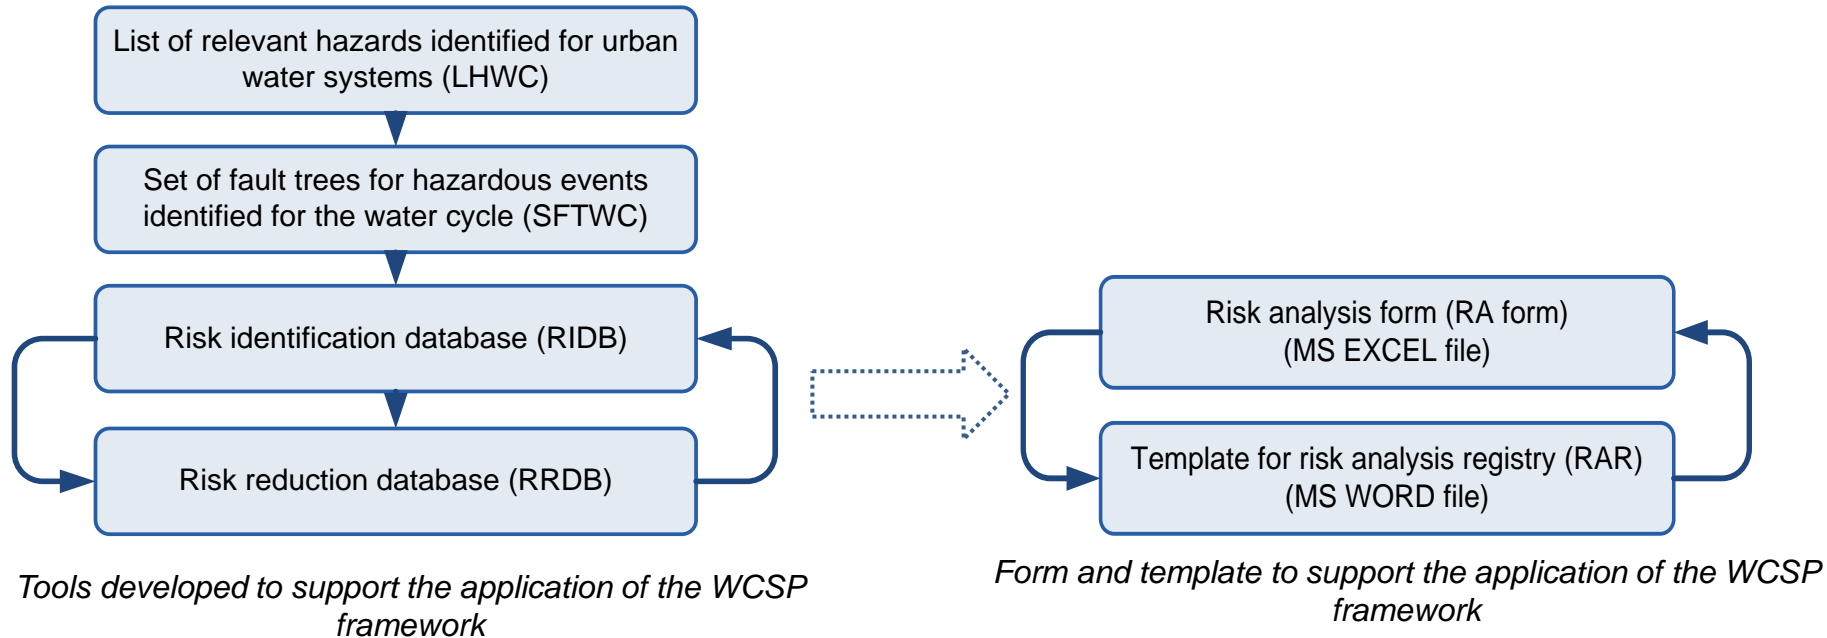 List of relevant hazards identified for urban
water systems (LHWC)
Set of fault trees for hazardous events
identified for the water cycle (SFTWC)
Risk identification database (RIDB)
Risk reduction database (RRDB)
Tools developed to support the application of the WCSP
framework
Risk analysis form (RA form)
(MS EXCEL file)
Template for risk analysis registry (RAR)
(MS WORD file)
Form and template to support the application of the WCSP
framework